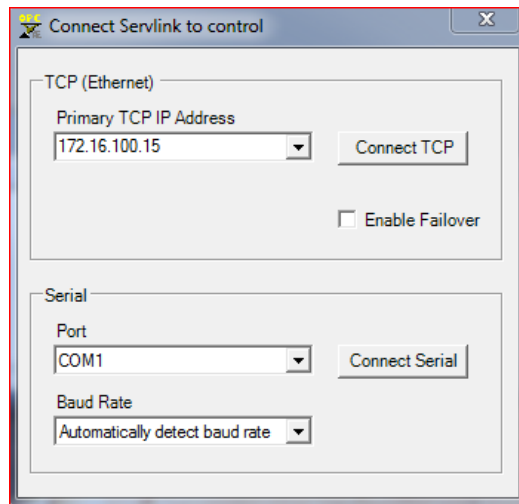 OPC
Connect Servlink to control
X
TCP (Ethernet)
Primary TCP IP Address
172.16.100.15
Connect TCP
Enable Failover
Serial
Port
COM1
Connect Serial
Baud Rate
Automatically detect baud rate